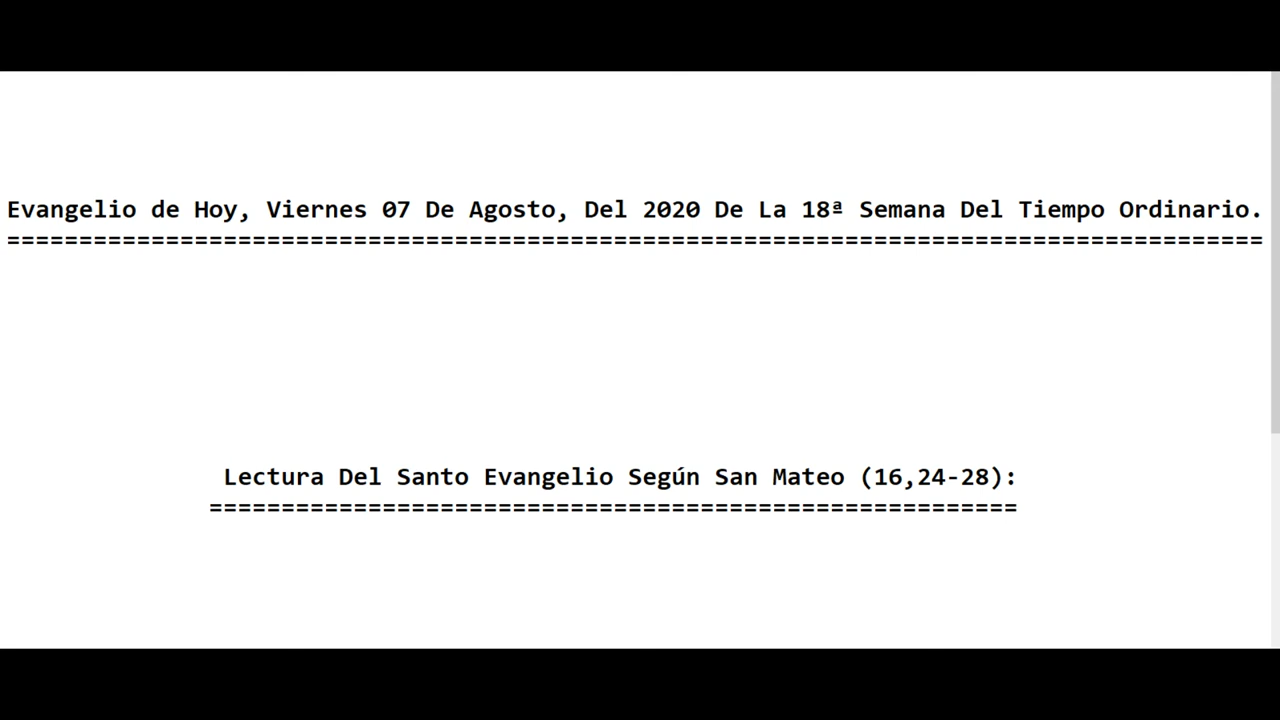 Evangelio de Hoy, Viernes 07 De Agosto, Del 2020 De La 18ª Semana Del Tiempo Ordinario.
=======================================================================================
Lectura Del Santo Evangelio Según San Mateo (16,24-28):
========================================================